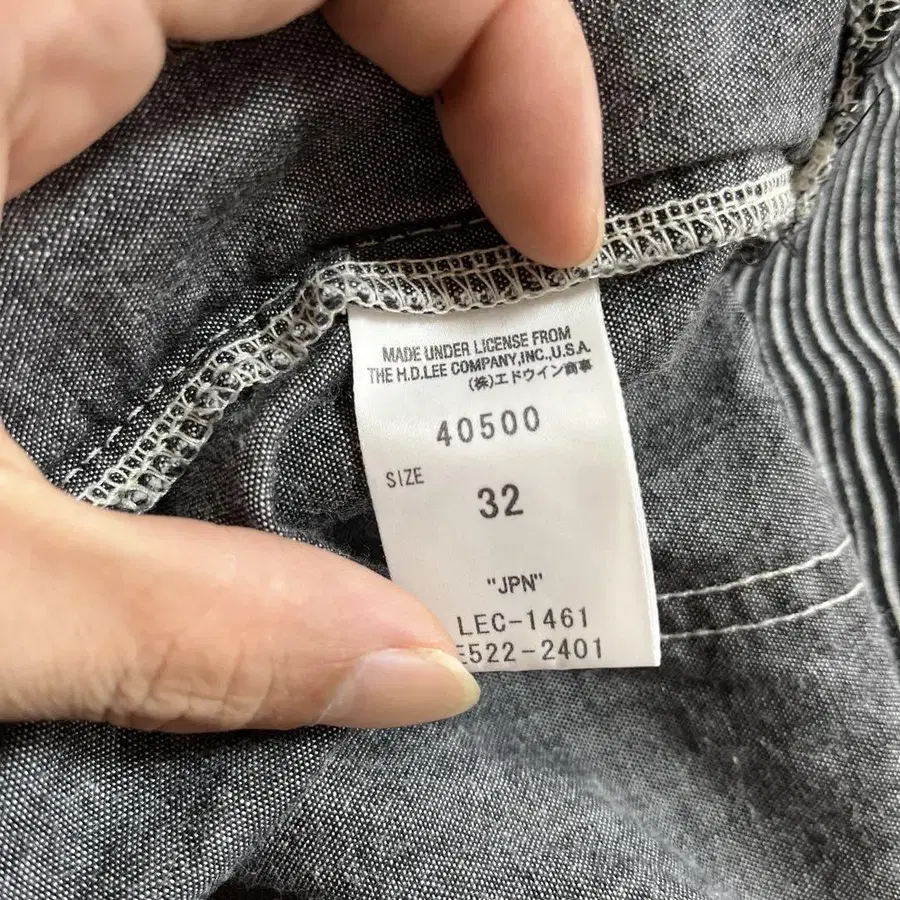 MADE UNDER LICENSE FROM
THE H.D.LEE COMPANY,INC.,U.S.A.
(株)エドウイン商事
40500
SIZE
32
"JPN"
LEC-1461
E522-2401